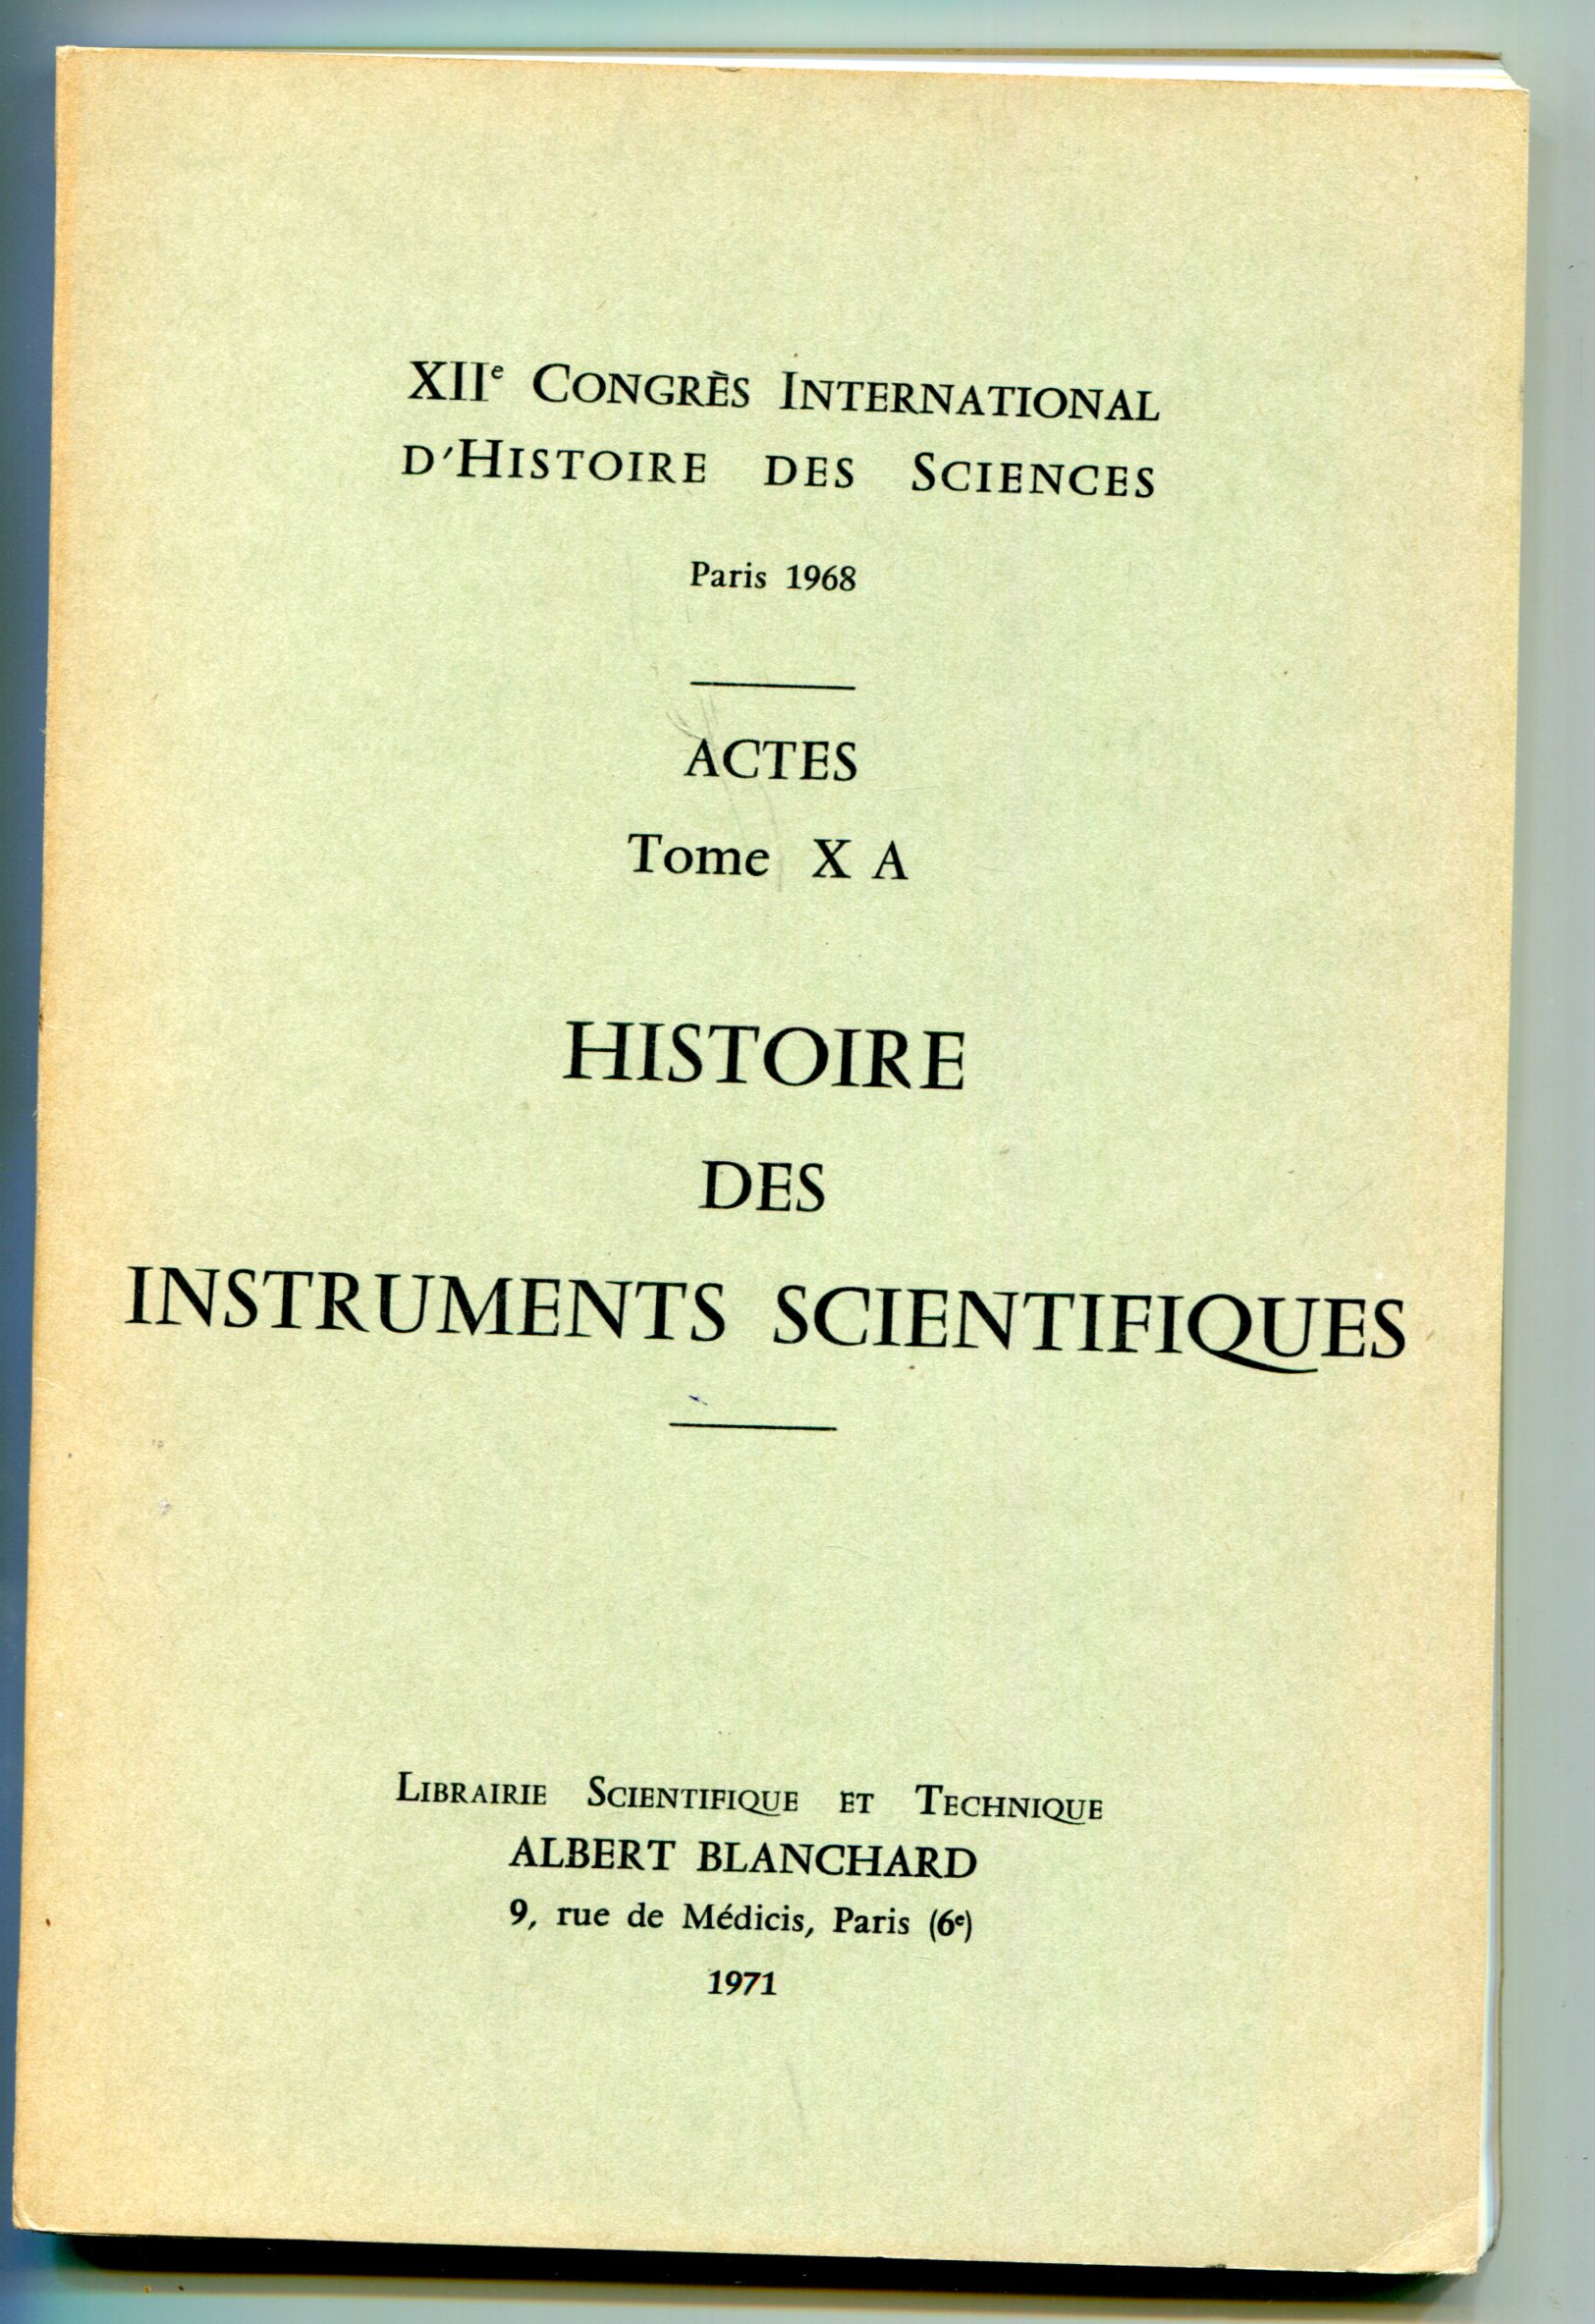 XIIe CONGRÈS INTERNATIONAL
D'HISTOIRE DES SCIENCES
Paris 1968
ACTES
Tome X A
HISTOIRE
DES
INSTRUMENTS SCIENTIFIQUES
LIBRAIRIE SCIENTIFIQUE ET TECHNIQUE
ALBERT BLANCHARD
9, rue de Médicis, Paris (6e)
1971